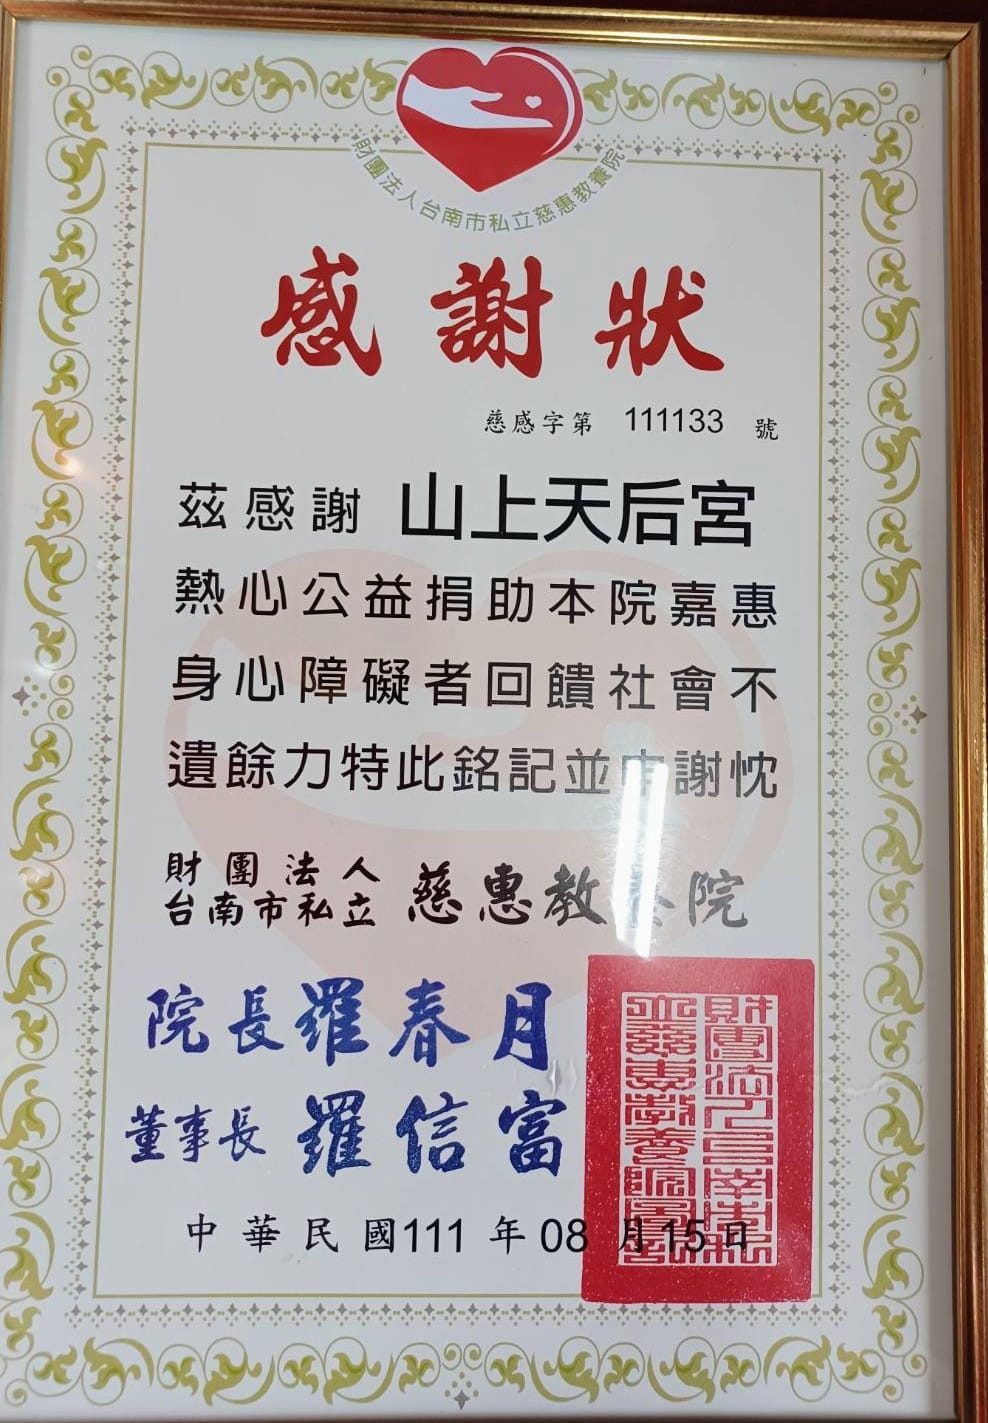 財團法人台南市私立慈惠教養院
感謝狀
慈感字第 111133 號
茲感謝 山上天后宮
熱心公益捐助本院嘉惠
身心障礙者回饋社會不
遺餘力特此銘記並申謝忱
財團法人
台南市私立 慈惠教養院
院長羅春月
董事長 羅信富
中華民國111年08月15日